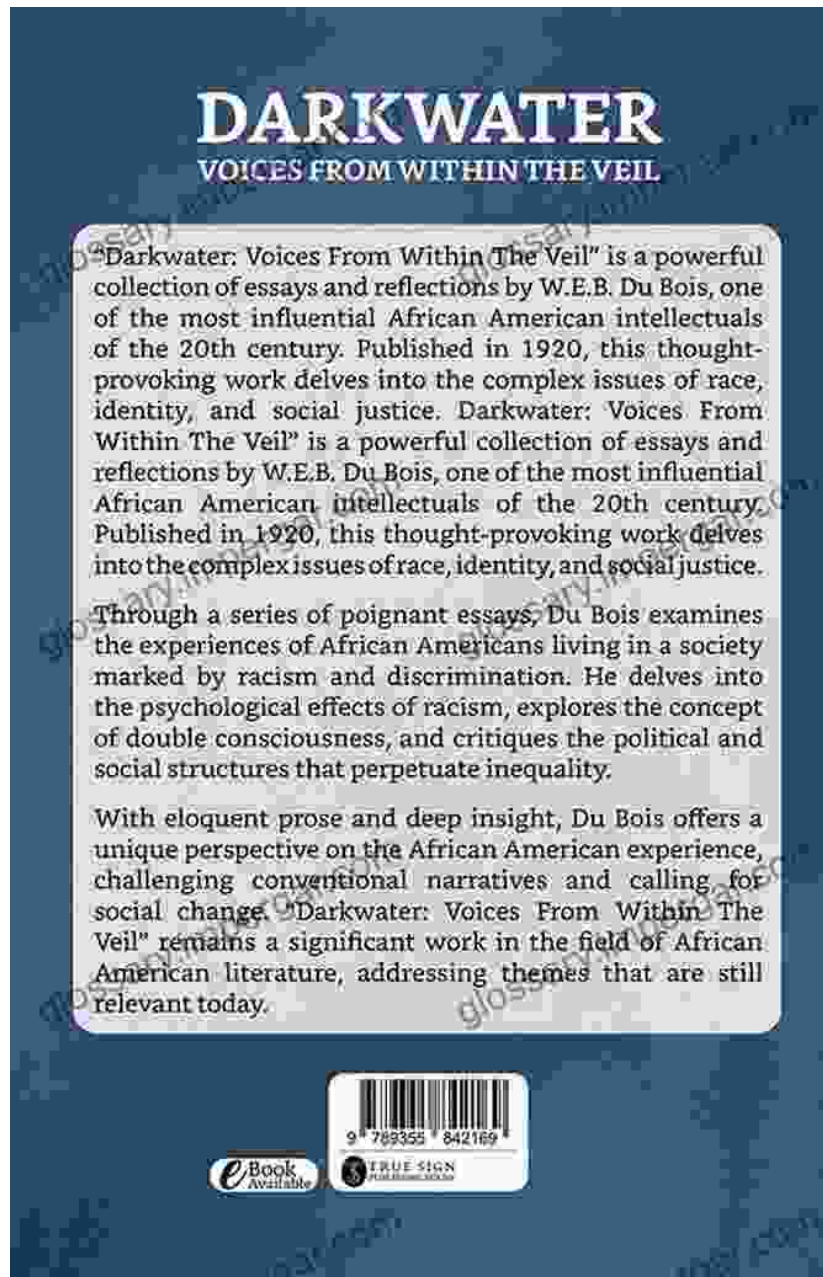 DARKWATER
VOICES FROM WITHIN THE VEIL
“Darkwater: Voices From Within The Veil” is a powerful
collection of essays and reflections by W.E.B. Du Bois, one
of the most influential African American intellectuals
of the 20th century. Published in 1920, this thought-
provoking work delves into the complex issues of race,
identity, and social justice. Darkwater: Voices From
Within The Veil” is a powerful collection of essays and
reflections by W.E.B. Du Bois, one of the most influential
African American intellectuals of the 20th century.
Published in 1920, this thought-provoking work delves
into the complex issues of race, identity, and social justice.
Through a series of poignant essays, Du Bois examines
the experiences of African Americans living in a society
marked by racism and discrimination. He delves into
the psychological effects of racism, explores the concept
of double consciousness, and critiques the political and
social structures that perpetuate inequality.
With eloquent prose and deep insight, Du Bois offers a
unique perspective on the African American experience,
challenging conventional narratives and calling for
social change. “Darkwater: Voices From Within The
Veil” remains a significant work in the field of African
American literature, addressing themes that are still
relevant today.
9 789355 842169
eBook
Available
TRUE SIGN
PUBLISHING HOUSE
glossary.impergar.com